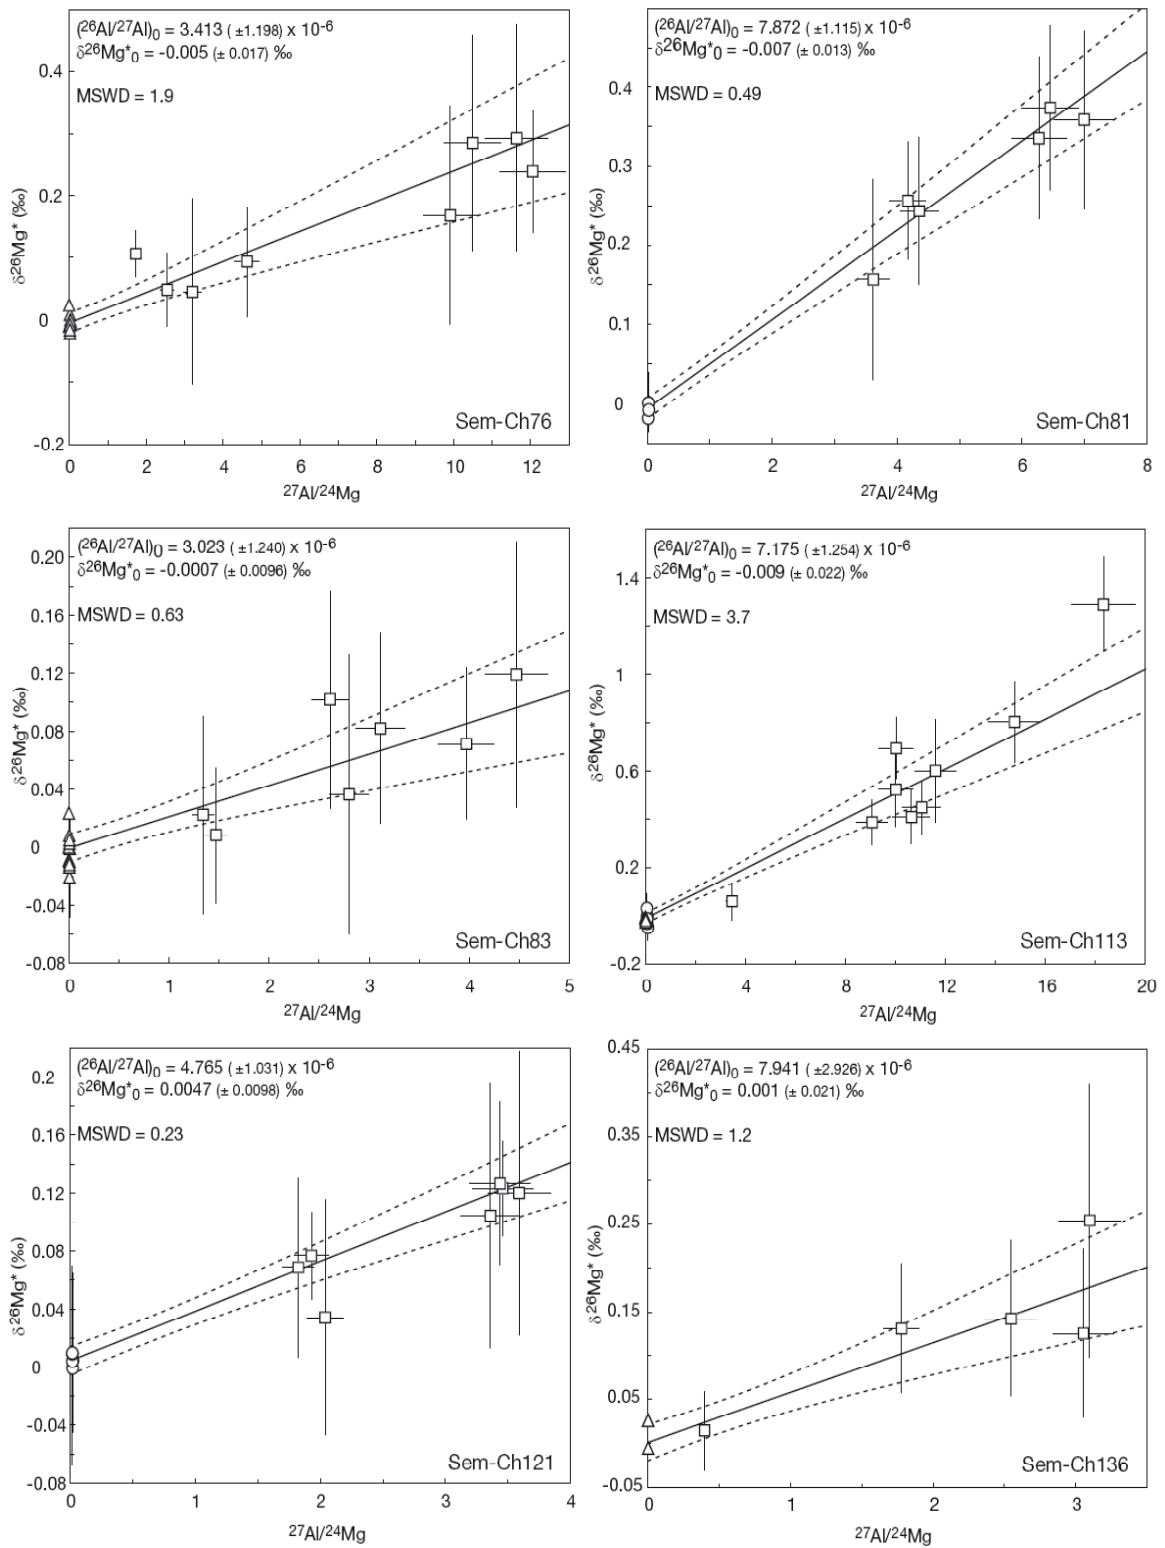 (²⁶Al/²⁷Al)₀ = 3.413 (±1.198) x 10⁻⁶
δ²⁶Mg*₀ = -0.005 (± 0.017) ‰
MSWD = 1.9
0.4
0.2
0
-0.2
δ²⁶Mg* (‰)
Sem-Ch76
0 2 4 6 8 10 12
²⁷Al/²⁴Mg
(²⁶Al/²⁷Al)₀ = 7.872 (±1.115) x 10⁻⁶
δ²⁶Mg*₀ = -0.007 (± 0.013) ‰
MSWD = 0.49
0.4
0.3
0.2
0.1
0
δ²⁶Mg* (‰)
Sem-Ch81
0 2 4 6 8
²⁷Al/²⁴Mg
(²⁶Al/²⁷Al)₀ = 3.023 (±1.240) x 10⁻⁶
δ²⁶Mg*₀ = -0.0007 (± 0.0096) ‰
MSWD = 0.63
0.20
0.16
0.12
0.08
0.04
0
-0.04
-0.08
δ²⁶Mg* (‰)
Sem-Ch83
0 1 2 3 4 5
²⁷Al/²⁴Mg
(²⁶Al/²⁷Al)₀ = 7.175 (±1.254) x 10⁻⁶
δ²⁶Mg*₀ = -0.009 (± 0.022) ‰
MSWD = 3.7
1.4
1
0.6
0.2
-0.2
δ²⁶Mg* (‰)
Sem-Ch113
0 4 8 12 16 20
²⁷Al/²⁴Mg
(²⁶Al/²⁷Al)₀ = 4.765 (±1.031) x 10⁻⁶
δ²⁶Mg*₀ = 0.0047 (± 0.0098) ‰
MSWD = 0.23
0.2
0.16
0.12
0.08
0.04
0
-0.04
-0.08
δ²⁶Mg* (‰)
Sem-Ch121
0 1 2 3 4
²⁷Al/²⁴Mg
(²⁶Al/²⁷Al)₀ = 7.941 (±2.926) x 10⁻⁶
δ²⁶Mg*₀ = 0.001 (± 0.021) ‰
MSWD = 1.2
0.45
0.35
0.25
0.15
0.05
-0.05
δ²⁶Mg* (‰)
Sem-Ch136
0 1 2 3
²⁷Al/²⁴Mg